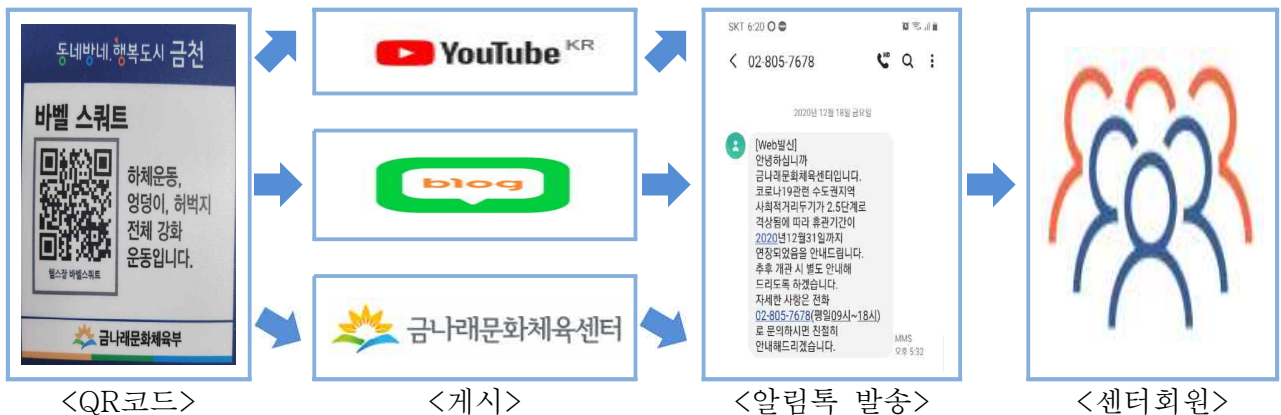 동네방네.행복도시 금천
바벨 스쿼트
하체운동,
엉덩이, 허벅지
전체 강화
운동입니다.
헬스장 바벨스쿼트
금나래문화체육부
<QR코드>
YouTube KR
blog
금나래문화체육센터
<게시>
SKT 6:20
02-805-7678
2020년 12월 18일 금요일
[Web발신]
안녕하십니까
금나래문화체육센터입니다.
코로나19관련 수도권지역
사회적거리두기가 2.5단계로
격상됨에 따라 휴관기간이
2020년12월31일까지
연장되었음을 안내드립니다.
추후 개관 시 별도 안내해
드리도록 하겠습니다.
자세한 사항은 전화
02-805-7678(평일09시~18시)
로 문의하시면 친절히
안내해드리겠습니다.
MMS
오후 5:32
<알림톡 발송>
<센터회원>